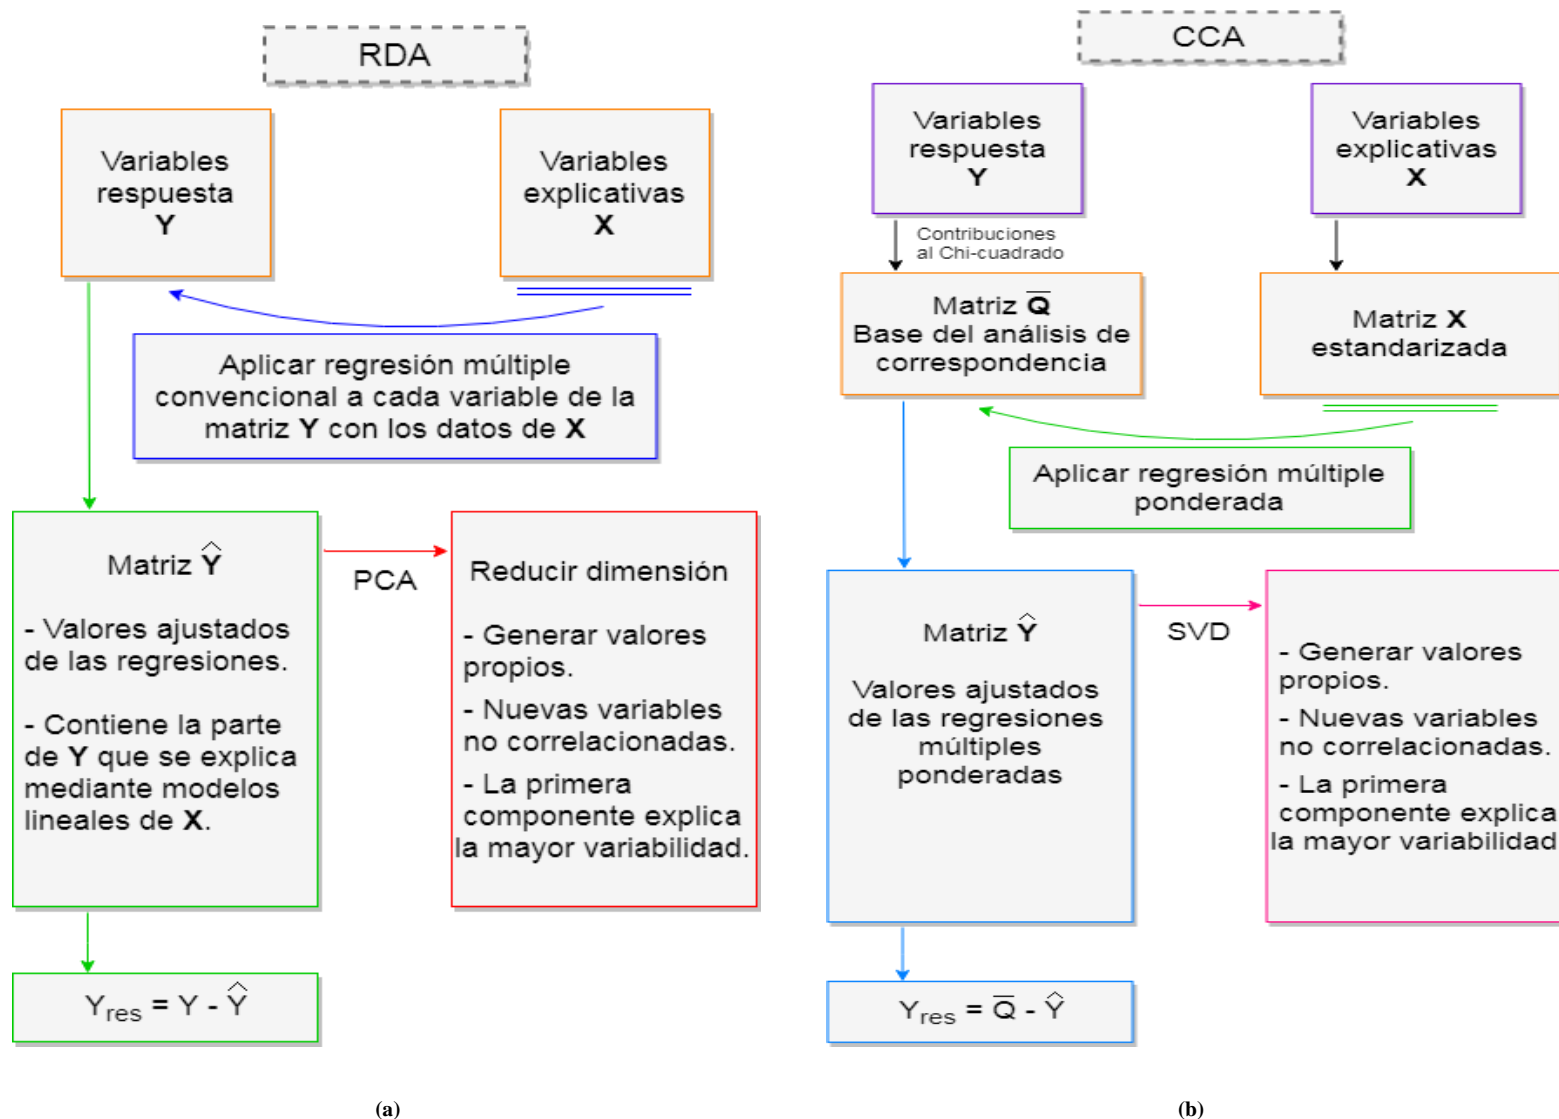 RDA
Variables
respuesta
Y
Variables
explicativas
X
Aplicar regresión múltiple
convencional a cada variable de la
matriz Y con los datos de X
Matriz Ŷ
- Valores ajustados
de las regresiones.
- Contiene la parte
de Y que se explica
mediante modelos
lineales de X.
PCA
Reducir dimensión
- Generar valores
propios.
- Nuevas variables
no correlacionadas.
- La primera
componente explica
la mayor variabilidad.
Yres = Y - Ŷ
(a)
CCA
Variables
respuesta
Y
Variables
explicativas
X
Contribuciones
al Chi-cuadrado
Matriz Q̅
Base del análisis de
correspondencia
Matriz X
estandarizada
Aplicar regresión múltiple
ponderada
Matriz Ŷ
Valores ajustados
de las regresiones
múltiples
ponderadas
SVD
- Generar valores
propios.
- Nuevas variables
no correlacionadas.
- La primera
componente explica
la mayor variabilidad
Yres = Q̅ - Ŷ
(b)